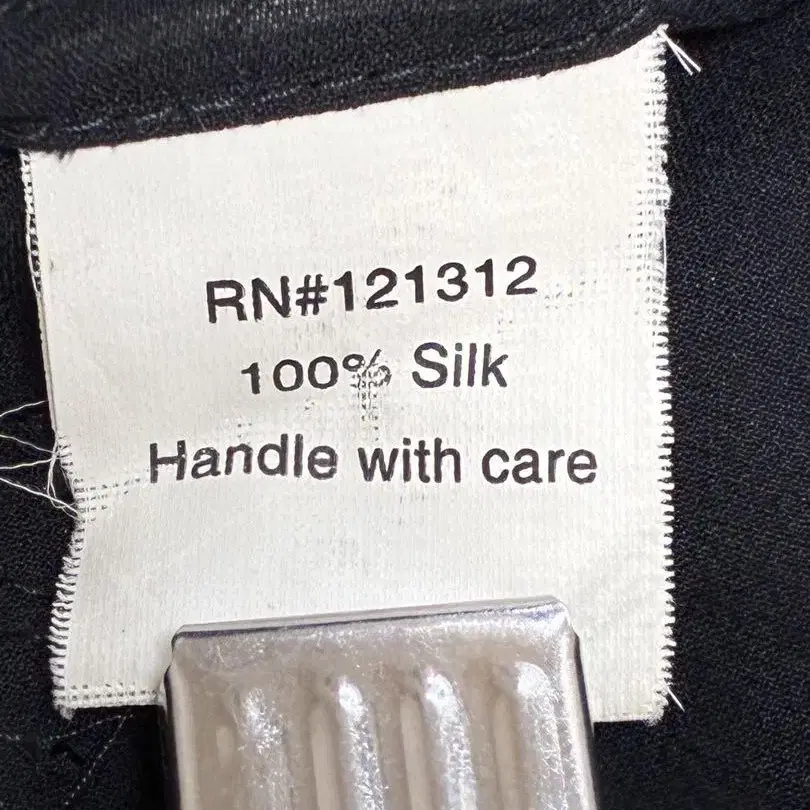 RN#121312
100% Silk
Handle with care